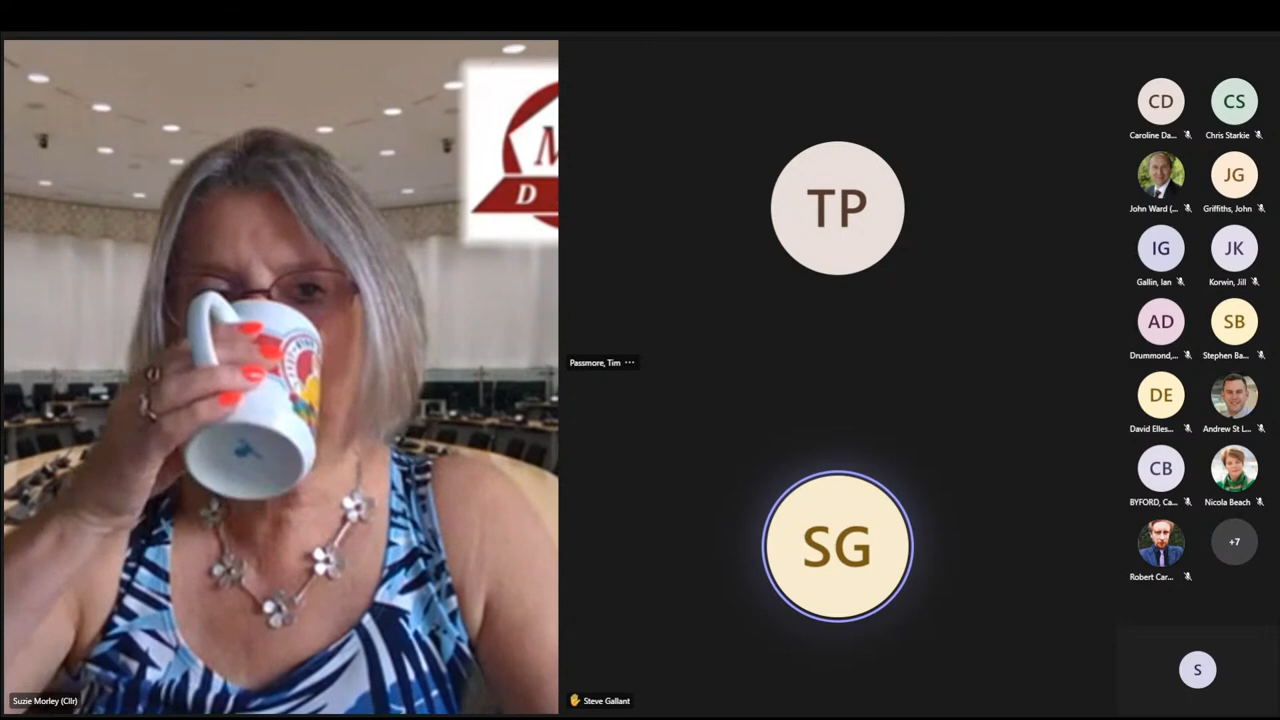 M
D
Suzie Morley (Cllr)
TP
Passmore, Tim ···
SG
Steve Gallant
CD
CS
Caroline Da...
Chris Starkie
JG
John Ward (...
Griffiths, John
IG
JK
Gallin, Ian
Korwin, Jill
AD
SB
Drummond,...
Stephen Ba...
DE
David Elles...
Andrew St L...
CB
BYFORD, Ca...
Nicola Beach
+7
Robert Car...
S